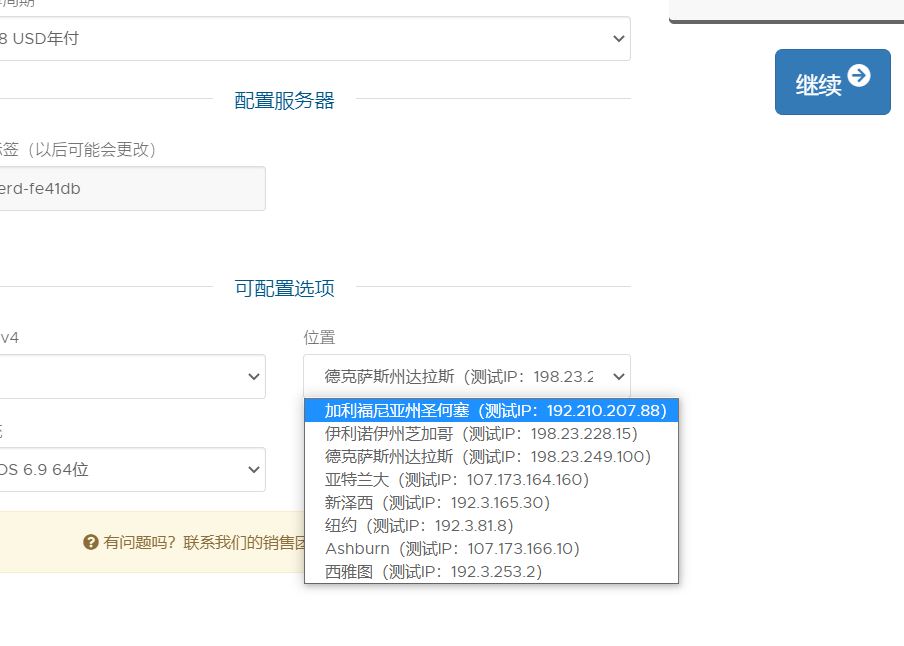 8 USD年付
继续
配置服务器
签（以后可能会更改）
erd-fe41db
可配置选项
v4
位置
德克萨斯州达拉斯（测试IP：198.23.2
加利福尼亚州圣何塞（测试IP：192.210.207.88）
伊利诺伊州芝加哥（测试IP：198.23.228.15）
德克萨斯州达拉斯（测试IP：198.23.249.100）
OS 6.9 64位
亚特兰大（测试IP：107.173.164.160）
新泽西（测试IP：192.3.165.30）
纽约（测试IP：192.3.81.8）
Ashburn（测试IP：107.173.166.10）
西雅图（测试IP：192.3.253.2）
有问题吗？联系我们的销售团